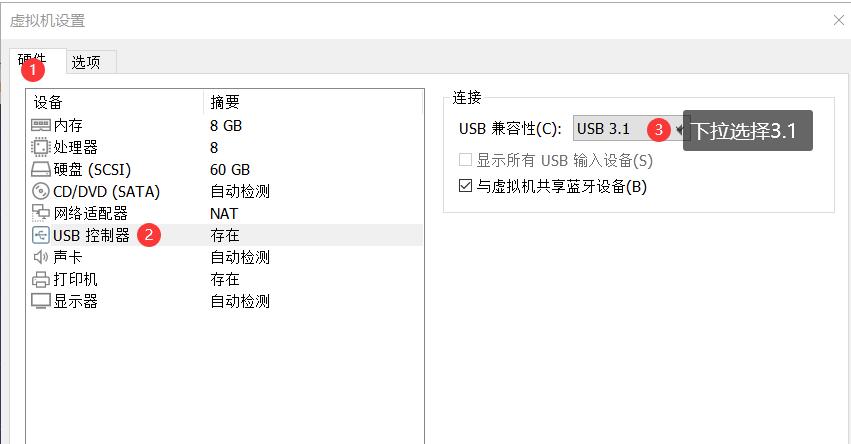 虚拟机设置
硬件 选项
1
设备 摘要
内存 8 GB
处理器 8
硬盘 (SCSI) 60 GB
CD/DVD (SATA) 自动检测
网络适配器 NAT
USB 控制器 2 存在
声卡 自动检测
打印机 存在
显示器 自动检测
连接
USB 兼容性(C): USB 3.1 3 下拉选择3.1
显示所有 USB 输入设备(S)
与虚拟机共享蓝牙设备(B)